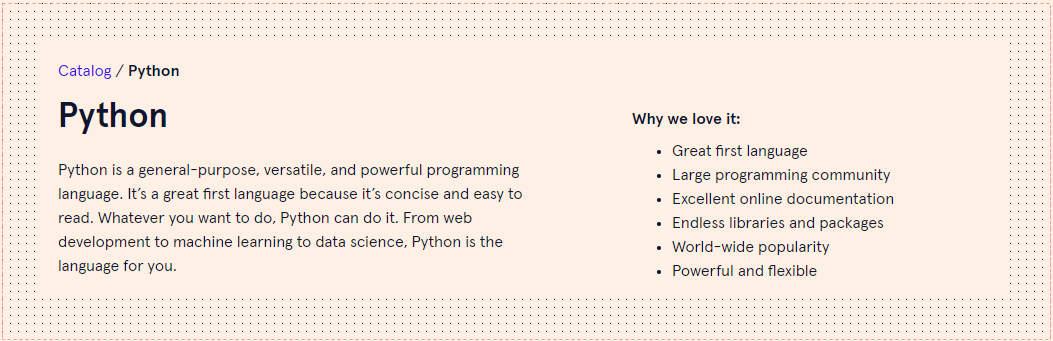 Catalog / Python
Python
Python is a general-purpose, versatile, and powerful programming
language. It’s a great first language because it’s concise and easy to
read. Whatever you want to do, Python can do it. From web
development to machine learning to data science, Python is the
language for you.
Why we love it:
• Great first language
• Large programming community
• Excellent online documentation
• Endless libraries and packages
• World-wide popularity
• Powerful and flexible